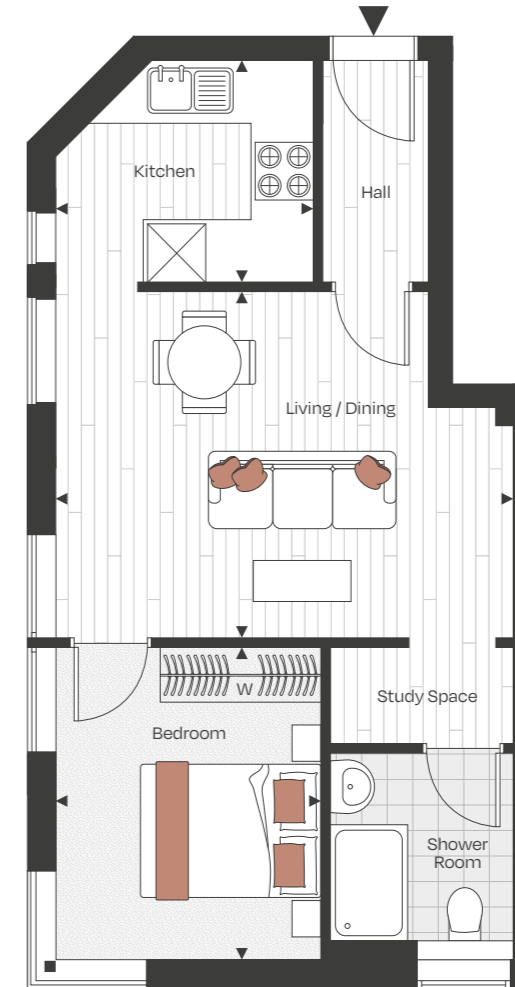 Kitchen
Hall
Living / Dining
Study Space
W
Bedroom
Shower
Room